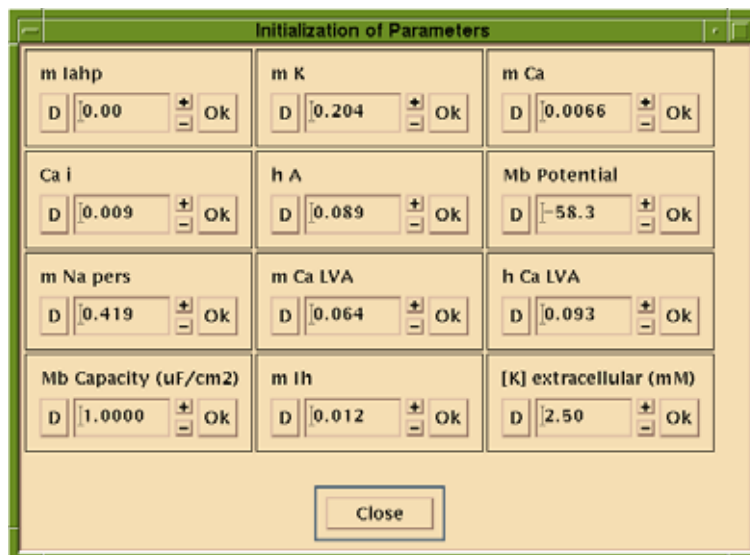 Initialization of Parameters
m Iahp
D 0.00 + - Ok
m K
D 0.204 + - Ok
m Ca
D 0.0066 + - Ok
Ca i
D 0.009 + - Ok
h A
D 0.089 + - Ok
Mb Potential
D -58.3 + - Ok
m Na pers
D 0.419 + - Ok
m Ca LVA
D 0.064 + - Ok
h Ca LVA
D 0.093 + - Ok
Mb Capacity (uF/cm2)
D 1.0000 + - Ok
m Ih
D 0.012 + - Ok
[K] extracellular (mM)
D 2.50 + - Ok
Close